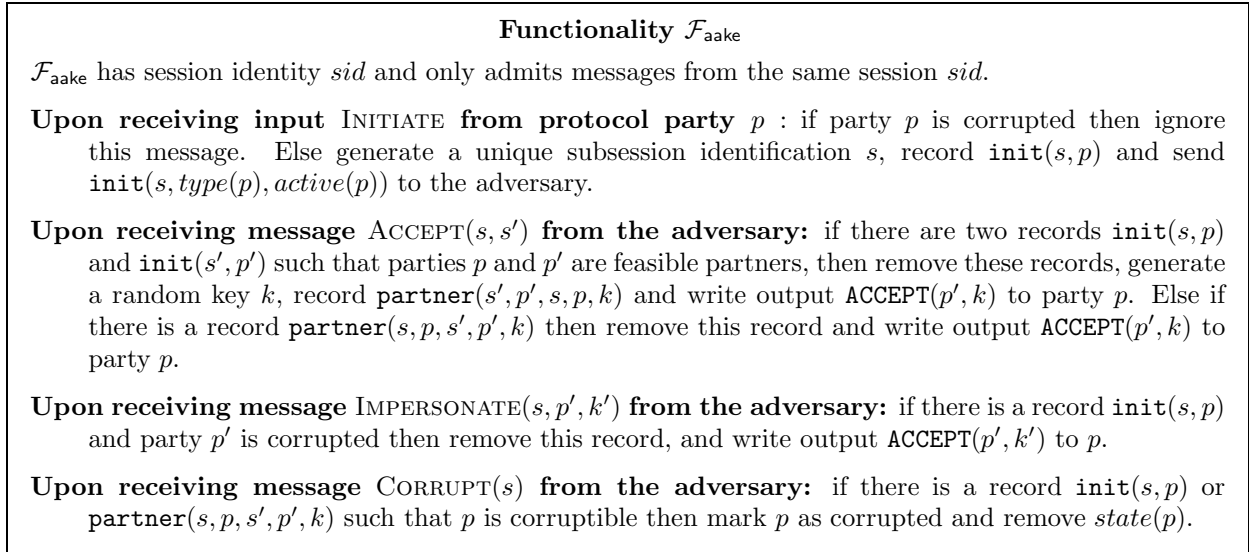 Functionality 𝓕_aake
𝓕_aake has session identity sid and only admits messages from the same session sid.
Upon receiving input INITIATE from protocol party p : if party p is corrupted then ignore
this message. Else generate a unique subsession identification s, record init(s, p) and send
init(s, type(p), active(p)) to the adversary.
Upon receiving message ACCEPT(s, s′) from the adversary: if there are two records init(s, p)
and init(s′, p′) such that parties p and p′ are feasible partners, then remove these records, generate
a random key k, record partner(s′, p′, s, p, k) and write output ACCEPT(p′, k) to party p. Else if
there is a record partner(s, p, s′, p′, k) then remove this record and write output ACCEPT(p′, k) to
party p.
Upon receiving message IMPERSONATE(s, p′, k′) from the adversary: if there is a record init(s, p)
and party p′ is corrupted then remove this record, and write output ACCEPT(p′, k′) to p.
Upon receiving message CORRUPT(s) from the adversary: if there is a record init(s, p) or
partner(s, p, s′, p′, k) such that p is corruptible then mark p as corrupted and remove state(p).